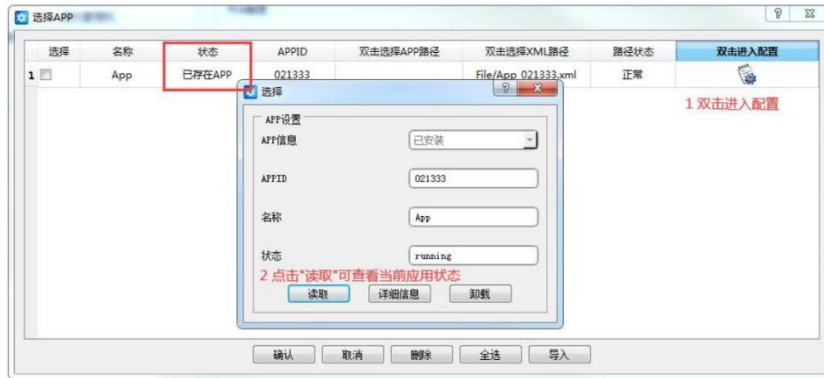 选择APP
选择 名称 状态 APPID 双击选择APP路径 双击选择XML路径 路径状态 双击进入配置
1 App 已存在APP 021333 File/App_021333.xml 正常
1 双击进入配置
选择
APP设置
APP信息 已安装
APPID 021333
名称 App
状态 running
2 点击"读取"可查看当前应用状态
读取 详细信息 卸载
确认 取消 删除 全选 导入